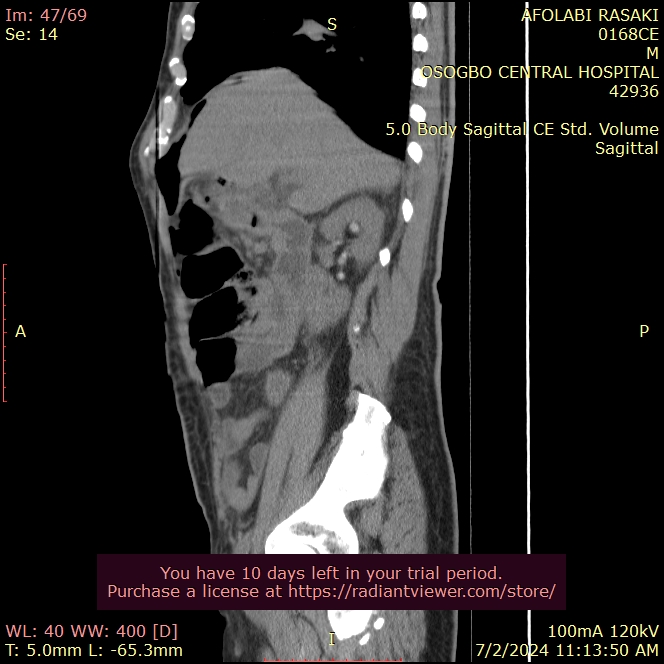 Im: 47/69
Se: 14
S
AFOLABI RASAKI
0168CE
M
OSOGBO CENTRAL HOSPITAL
42936
5.0 Body Sagittal CE Std. Volume
Sagittal
A
P
You have 10 days left in your trial period.
Purchase a license at https://radiantviewer.com/store/
WL: 40 WW: 400 [D]
T: 5.0mm L: -65.3mm
I
100mA 120kV
7/2/2024 11:13:50 AM